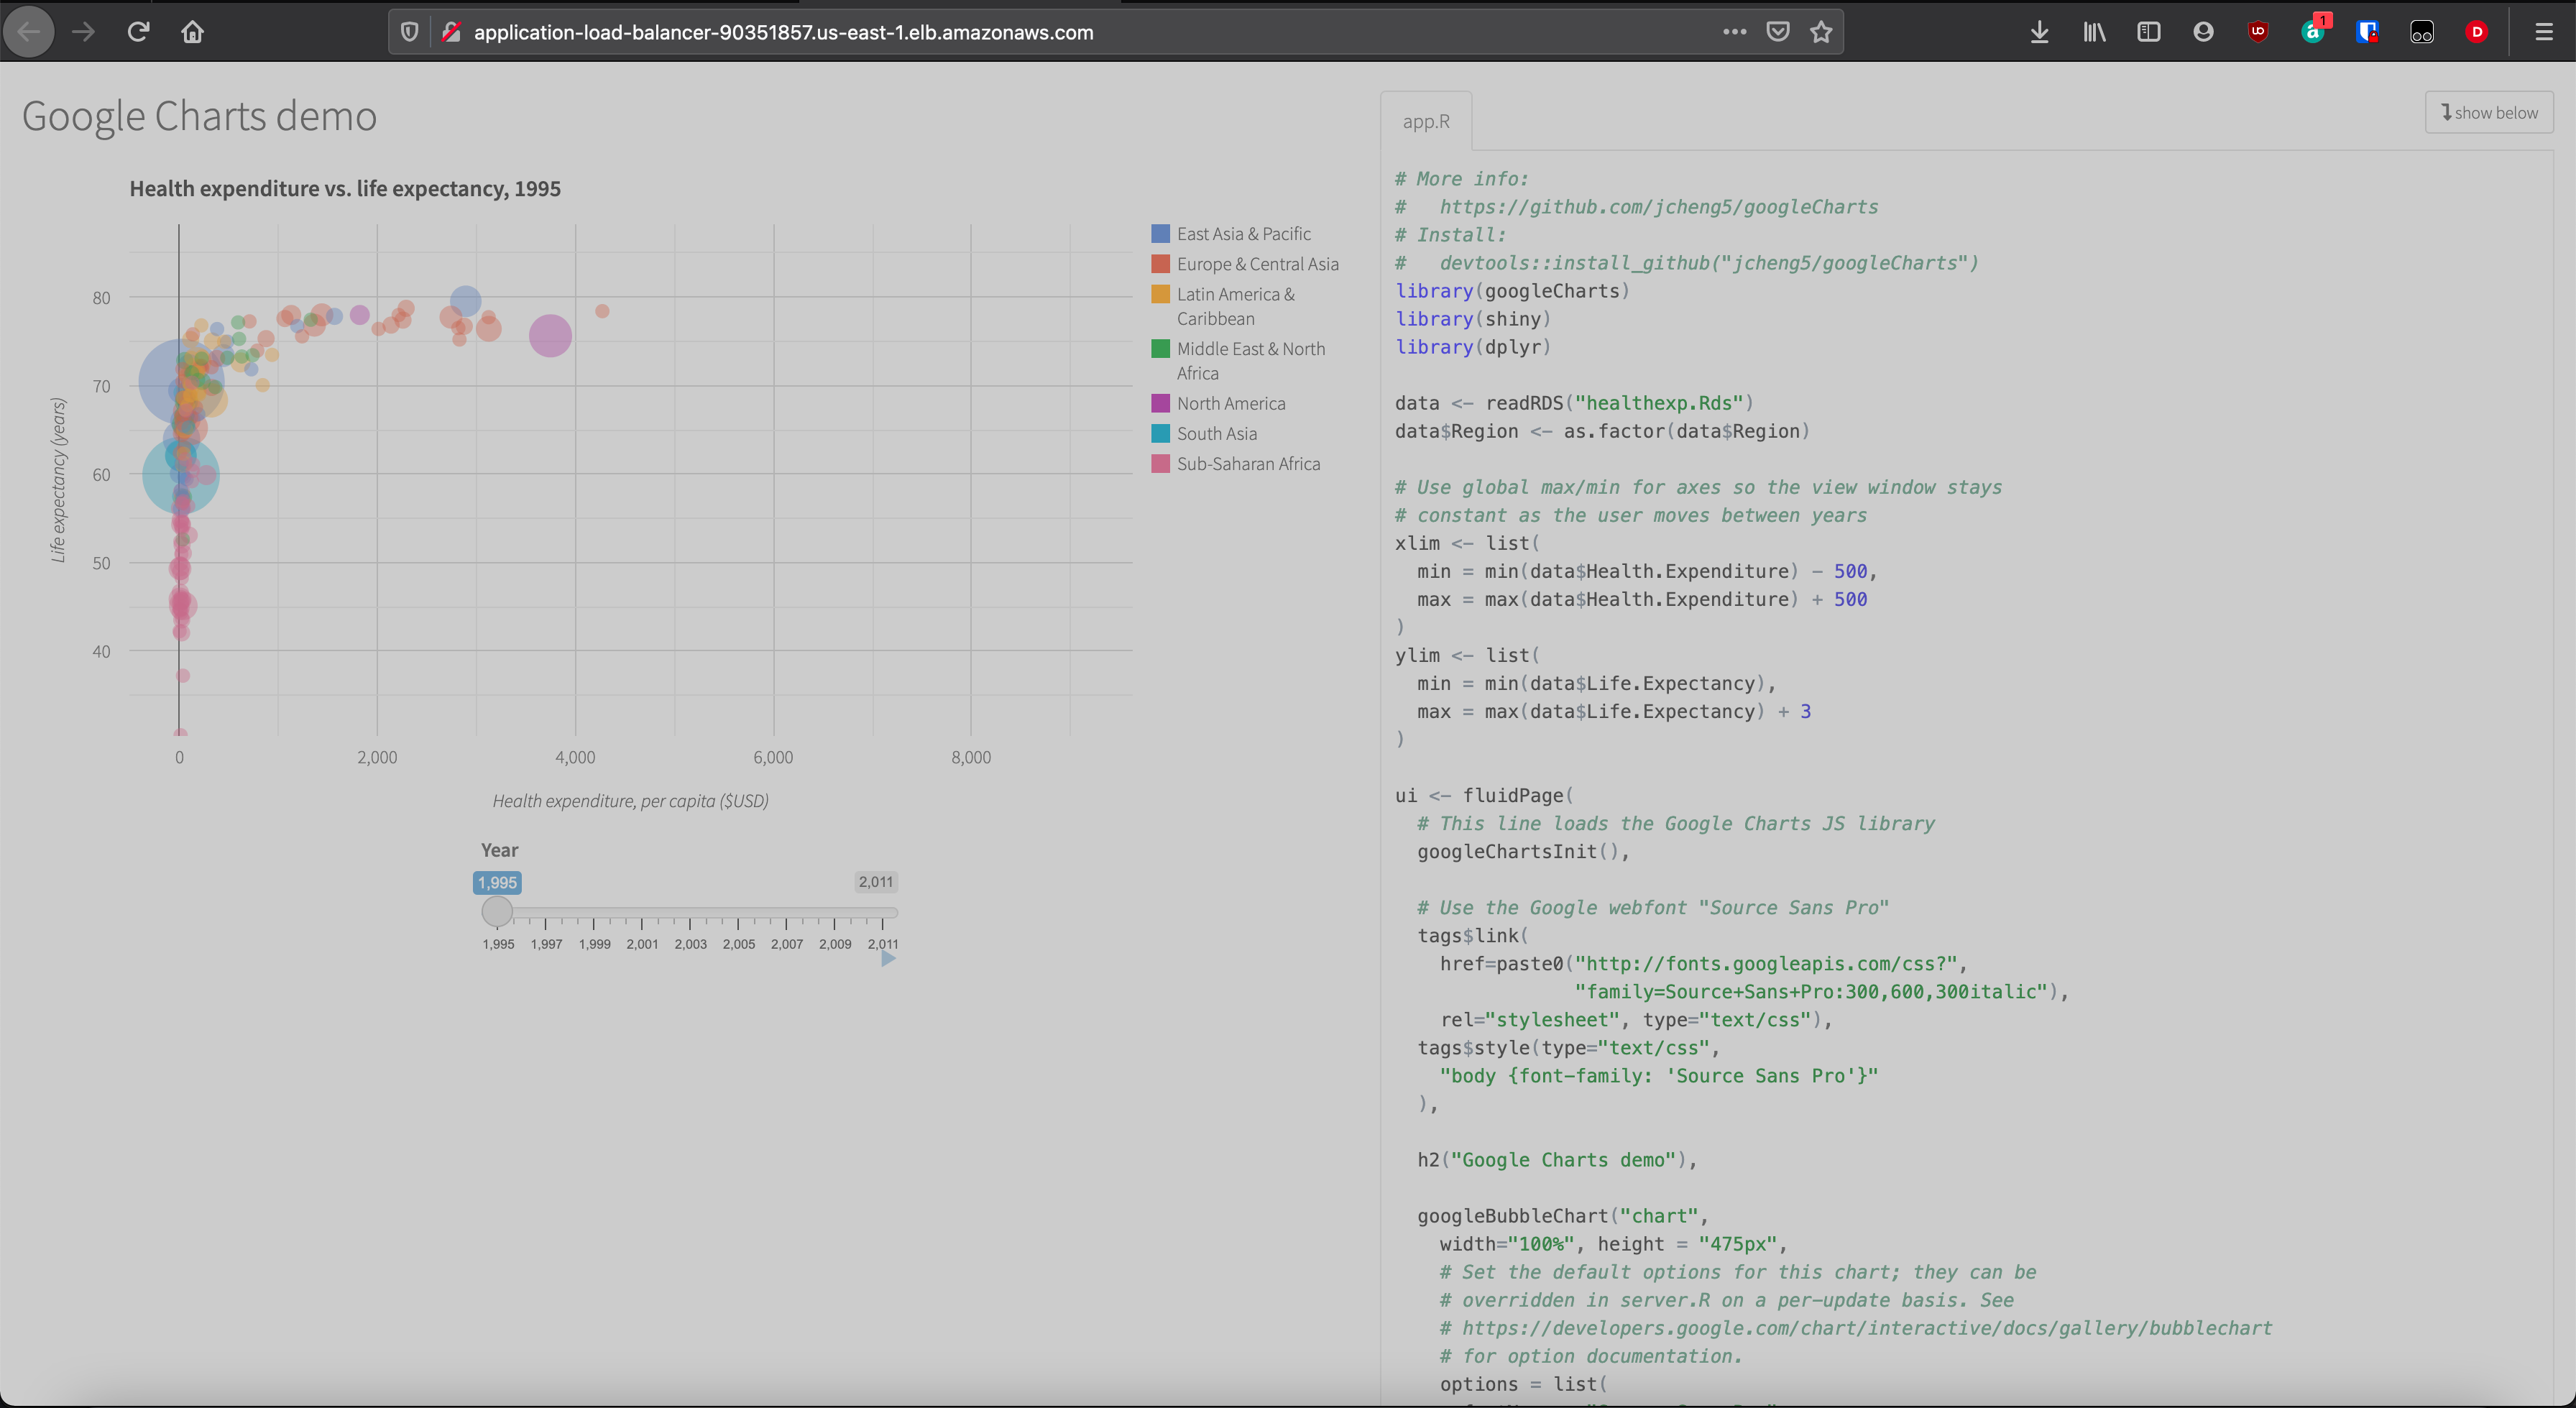 application-load-balancer-90351857.us-east-1.elb.amazonaws.com
1
D
Google Charts demo
Health expenditure vs. life expectancy, 1995
80
70
60
50
40
Life expectancy (years)
0 2,000 4,000 6,000 8,000
Health expenditure, per capita ($USD)
East Asia & Pacific
Europe & Central Asia
Latin America &
Caribbean
Middle East & North
Africa
North America
South Asia
Sub-Saharan Africa
Year
1,995 2,011
1,995 1,997 1,999 2,001 2,003 2,005 2,007 2,009 2,011
app.R
show below
# More info:
#   https://github.com/jcheng5/googleCharts
# Install:
#   devtools::install_github("jcheng5/googleCharts")
library(googleCharts)
library(shiny)
library(dplyr)
data <- readRDS("healthexp.Rds")
data$Region <- as.factor(data$Region)
# Use global max/min for axes so the view window stays
# constant as the user moves between years
xlim <- list(
  min = min(data$Health.Expenditure) - 500,
  max = max(data$Health.Expenditure) + 500
)
ylim <- list(
  min = min(data$Life.Expectancy),
  max = max(data$Life.Expectancy) + 3
)
ui <- fluidPage(
  # This line loads the Google Charts JS library
  googleChartsInit(),
  # Use the Google webfont "Source Sans Pro"
  tags$link(
    href=paste0("http://fonts.googleapis.com/css?",
                "family=Source+Sans+Pro:300,600,300italic"),
    rel="stylesheet", type="text/css"),
  tags$style(type="text/css",
    "body {font-family: 'Source Sans Pro'}"
  ),
  h2("Google Charts demo"),
  googleBubbleChart("chart",
    width="100%", height = "475px",
    # Set the default options for this chart; they can be
    # overridden in server.R on a per-update basis. See
    # https://developers.google.com/chart/interactive/docs/gallery/bubblechart
    # for option documentation.
    options = list(